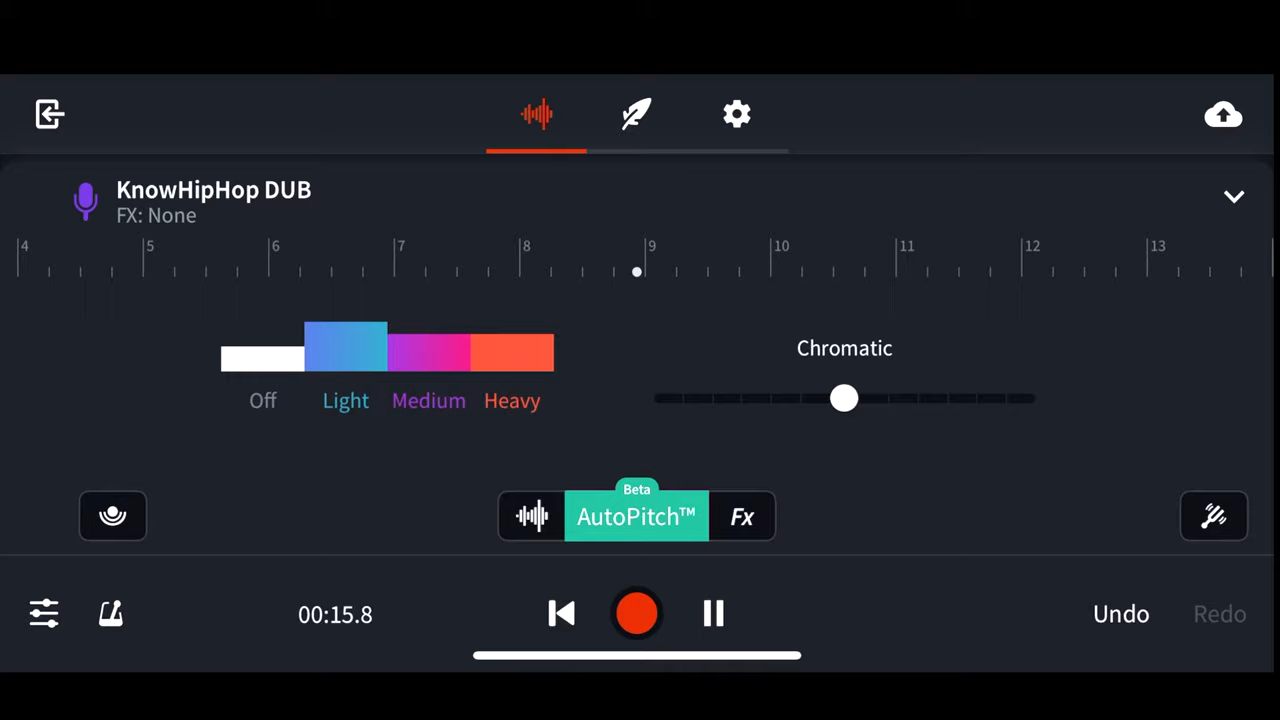 KnowHipHop DUB
FX: None
4 5 6 7 8 9 10 11 12 13
Chromatic
Off Light Medium Heavy
Beta
AutoPitch™ Fx
00:15.8 Undo Redo